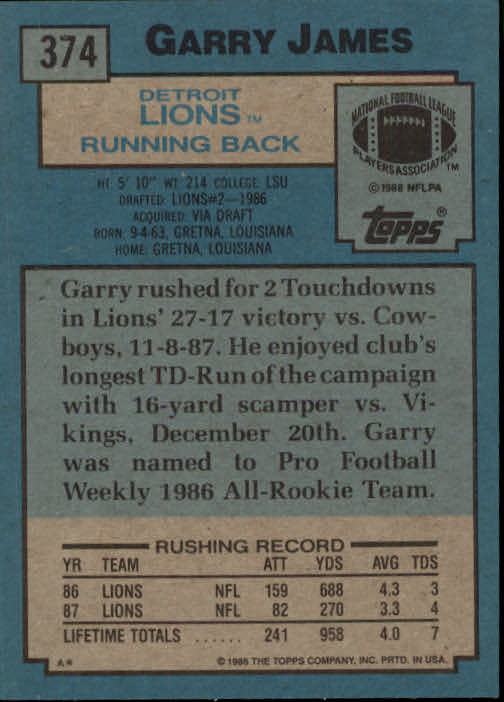 374
GARRY JAMES
DETROIT
LIONS™
RUNNING BACK
NATIONAL FOOTBALL LEAGUE
PLAYERS ASSOCIATION™
© 1988 NFLPA
topps®
HT 5' 10" WT 214 COLLEGE: LSU
DRAFTED: LIONS#2—1986
ACQUIRED: VIA DRAFT
BORN: 9-4-63, GRETNA, LOUISIANA
HOME: GRETNA, LOUISIANA
Garry rushed for 2 Touchdowns
in Lions' 27-17 victory vs. Cow-
boys, 11-8-87. He enjoyed club's
longest TD-Run of the campaign
with 16-yard scamper vs. Vi-
kings, December 20th. Garry
was named to Pro Football
Weekly 1986 All-Rookie Team.
RUSHING RECORD
YR TEAM ATT YDS AVG TDS
86 LIONS NFL 159 688 4.3 3
87 LIONS NFL 82 270 3.3 4
LIFETIME TOTALS ...... 241 958 4.0 7
A* © 1988 THE TOPPS COMPANY, INC. PRTD. IN USA.